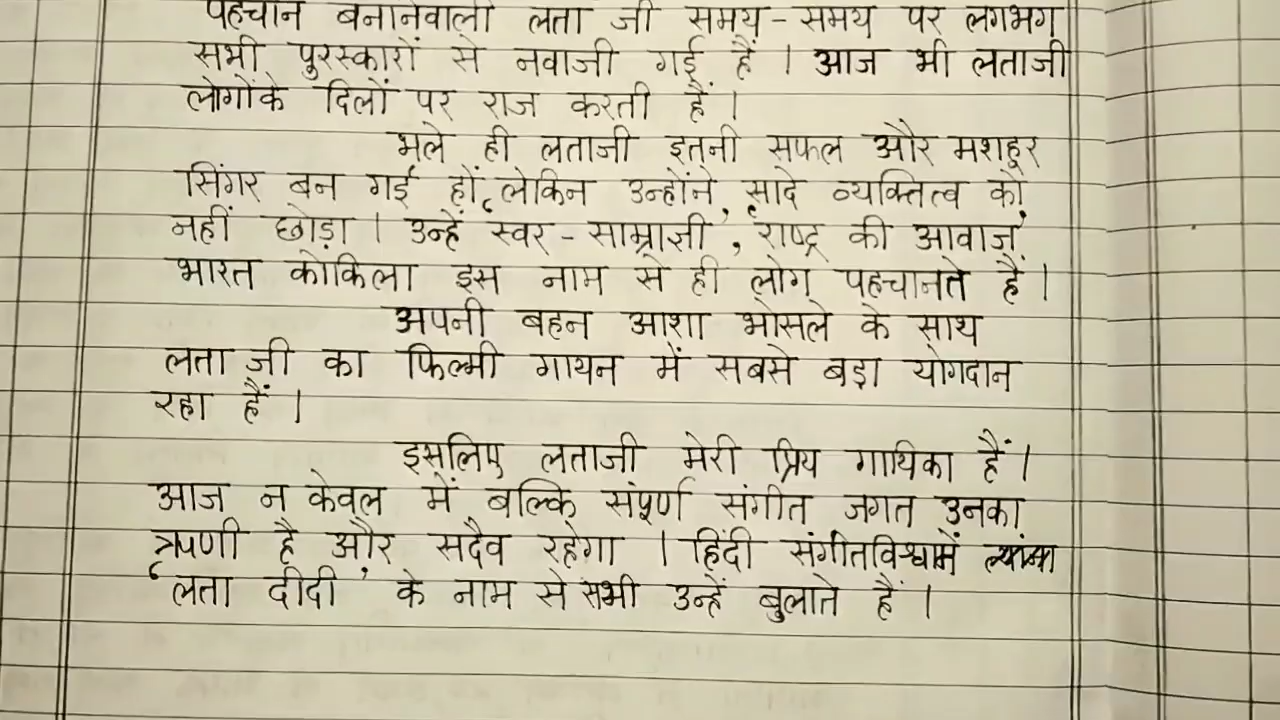 पहचान बनानेवाली लता जी समय-समय पर लगभग
सभी पुरस्कारों से नवाजी गई हैं। आज भी लताजी
लोगोंके दिलों पर राज करती हैं।
भले ही लताजी इतनी सफल और मशहुर
सिंगर बन गई हों, लेकिन उन्होंने सादे व्यक्तित्व को
नहीं छोड़ा। उन्हें 'स्वर-साम्राज्ञी', 'राष्ट्र की आवाज'
भारत कोकिला इस नाम से ही लोग पहचानते हैं।
अपनी बहन आशा भोसले के साथ
लता जी का फिल्मी गायन में सबसे बड़ा योगदान
रहा हैं।
इसलिए लताजी मेरी प्रिय गायिका हैं।
आज न केवल में बल्कि संपूर्ण संगीत जगत उनका
ऋणी है और सदैव रहेगा। हिंदी संगीतविश्वामें
'लता दीदी' के नाम से सभी उन्हें बुलाते हैं।